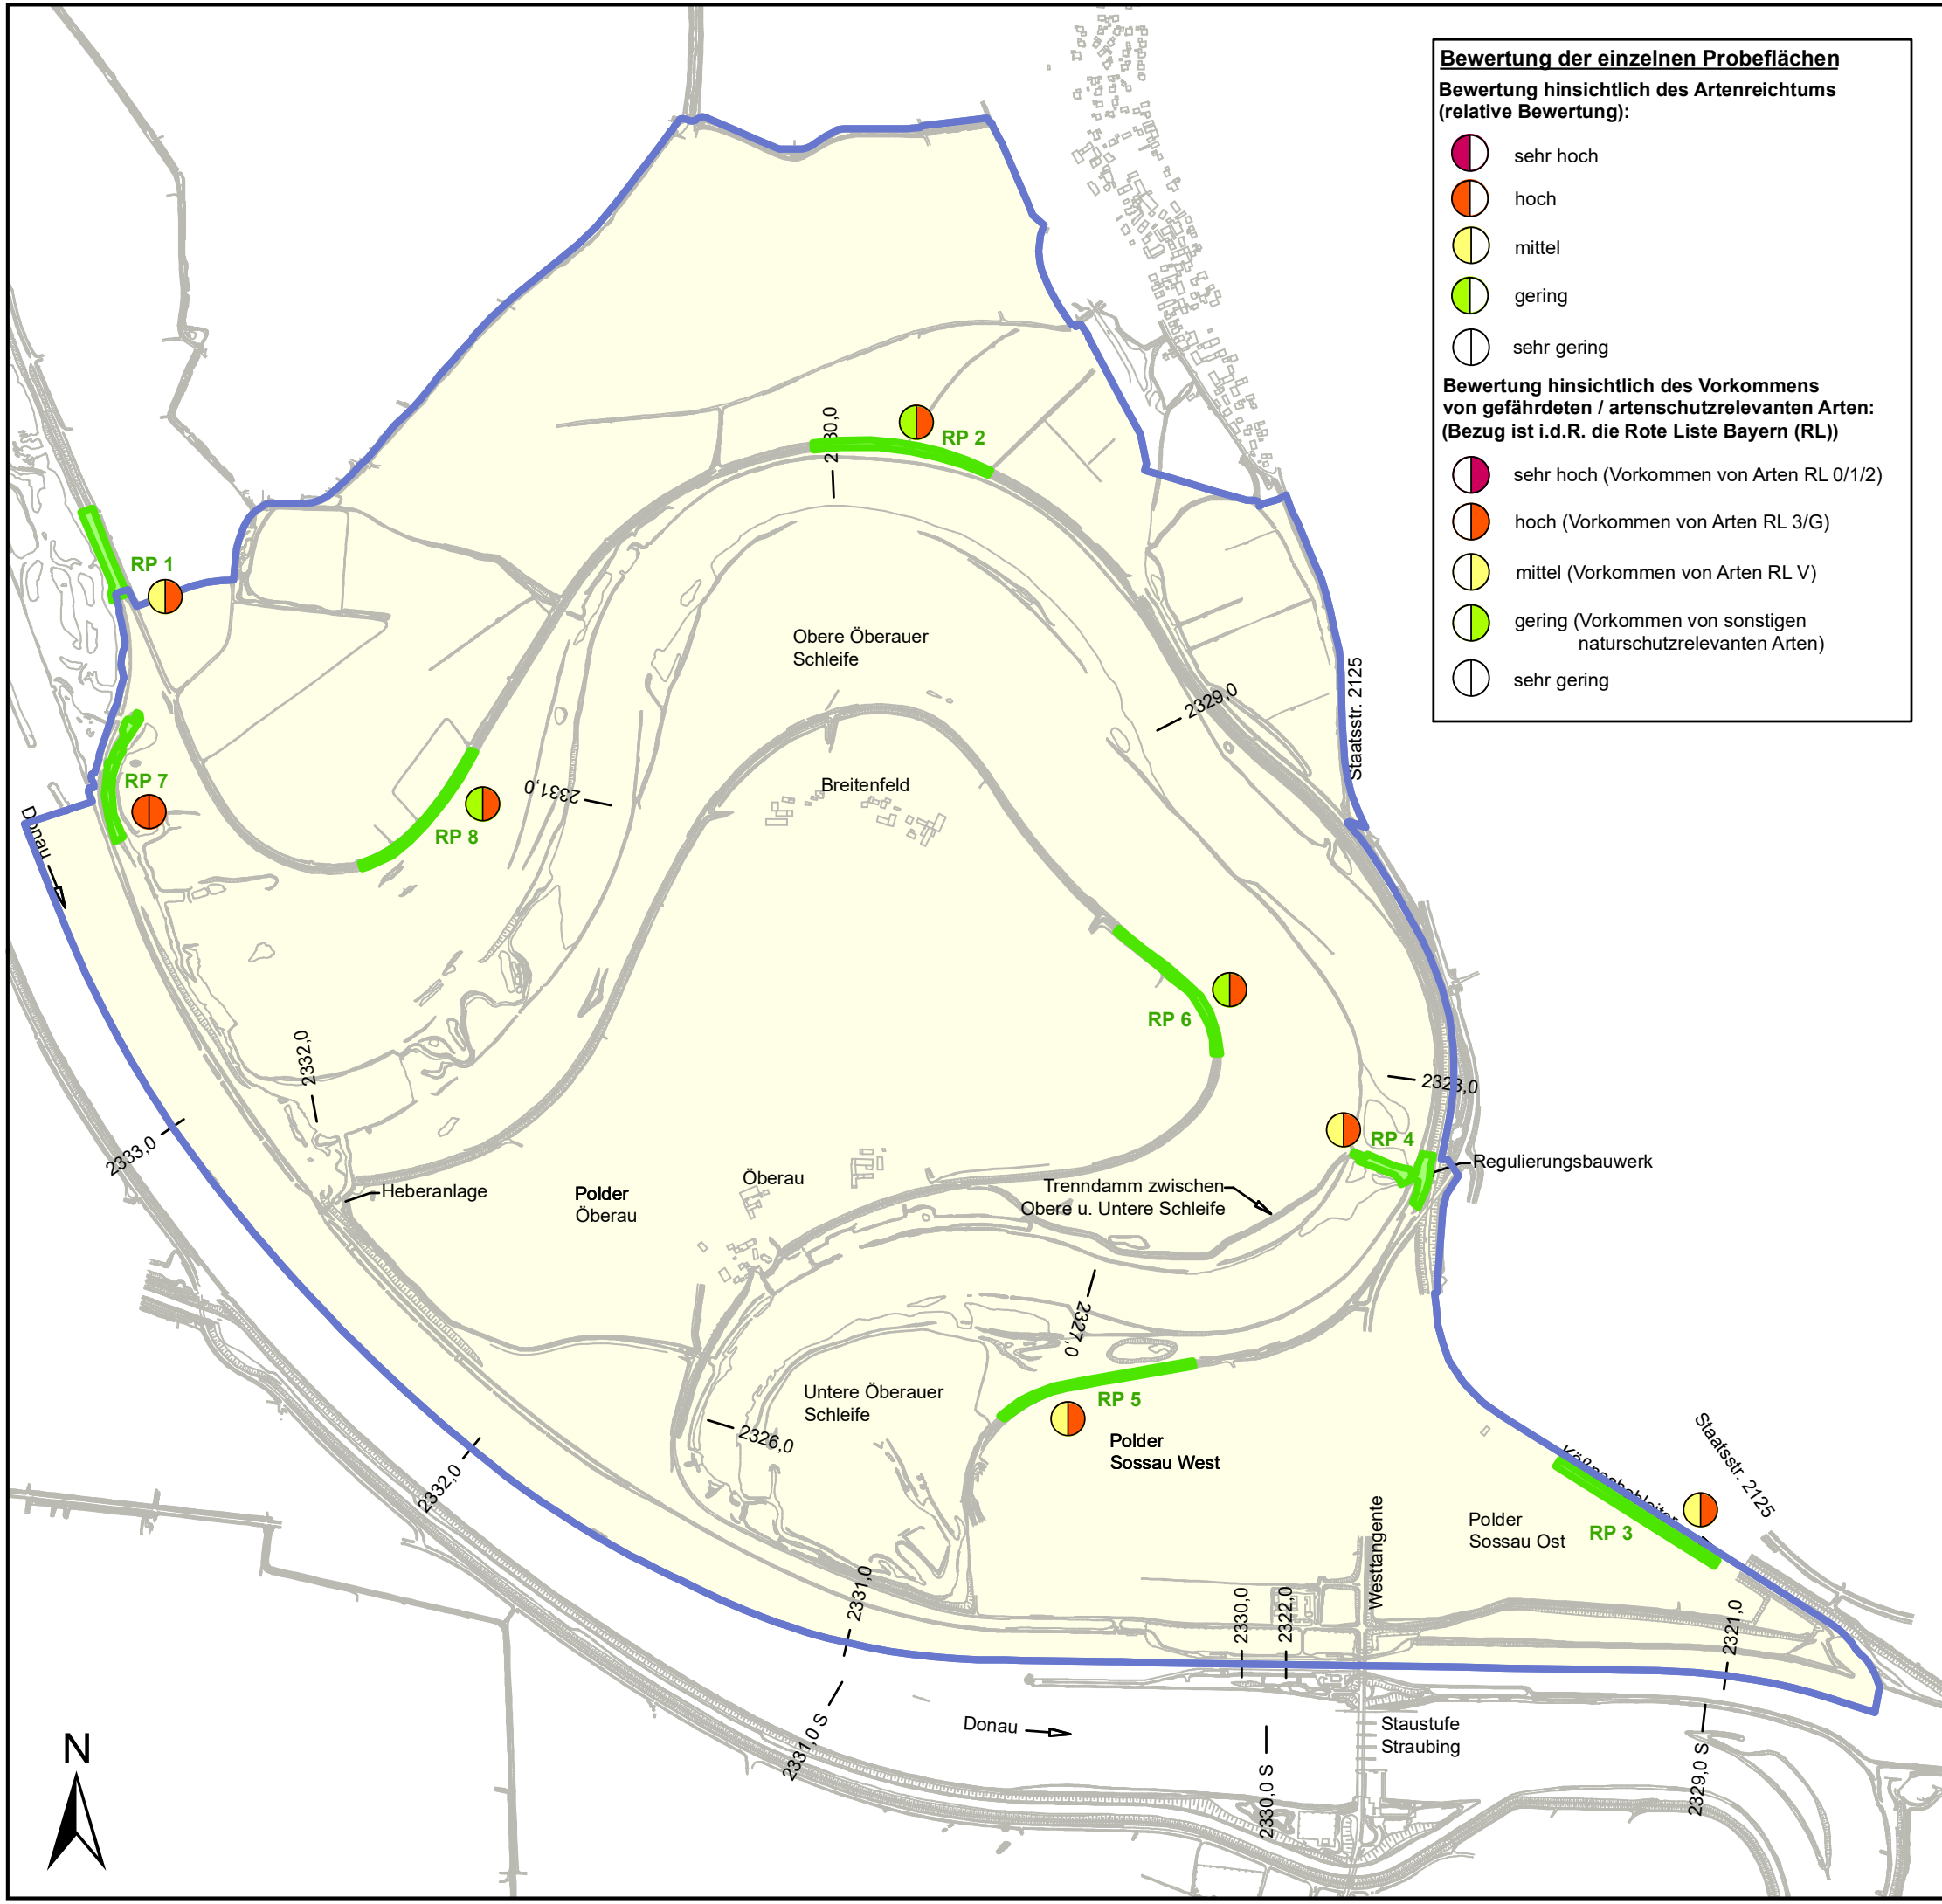 Bewertung der einzelnen Probeflächen
Bewertung hinsichtlich des Artenreichtums
(relative Bewertung):
sehr hoch
hoch
mittel
gering
sehr gering
Bewertung hinsichtlich des Vorkommens
von gefährdeten / artenschutzrelevanten Arten:
(Bezug ist i.d.R. die Rote Liste Bayern (RL))
sehr hoch (Vorkommen von Arten RL 0/1/2)
hoch (Vorkommen von Arten RL 3/G)
mittel (Vorkommen von Arten RL V)
gering (Vorkommen von sonstigen
naturschutzrelevanten Arten)
sehr gering
RP 2
RP 1
Obere Öberauer
Schleife
2329,0
Staatsstr. 2125
RP 7
Breitenfeld
2331,0
Donau
RP 8
RP 6
2332,0
2328,0
2333,0
RP 4
Regulierungsbauwerk
Heberanlage
Polder
Öberau
Öberau
Trenndamm zwischen
Obere u. Untere Schleife
2327,0
Untere Öberauer
Schleife
RP 5
2326,0
Polder
Sossau West
2332,0
Staatsstr. 2125
Polder
Sossau Ost
RP 3
Westtangente
2331,0
2330,0
2322,0
2321,0
2331,0 S
Donau
Staustufe
Straubing
2330,0 S
2329,0 S
N